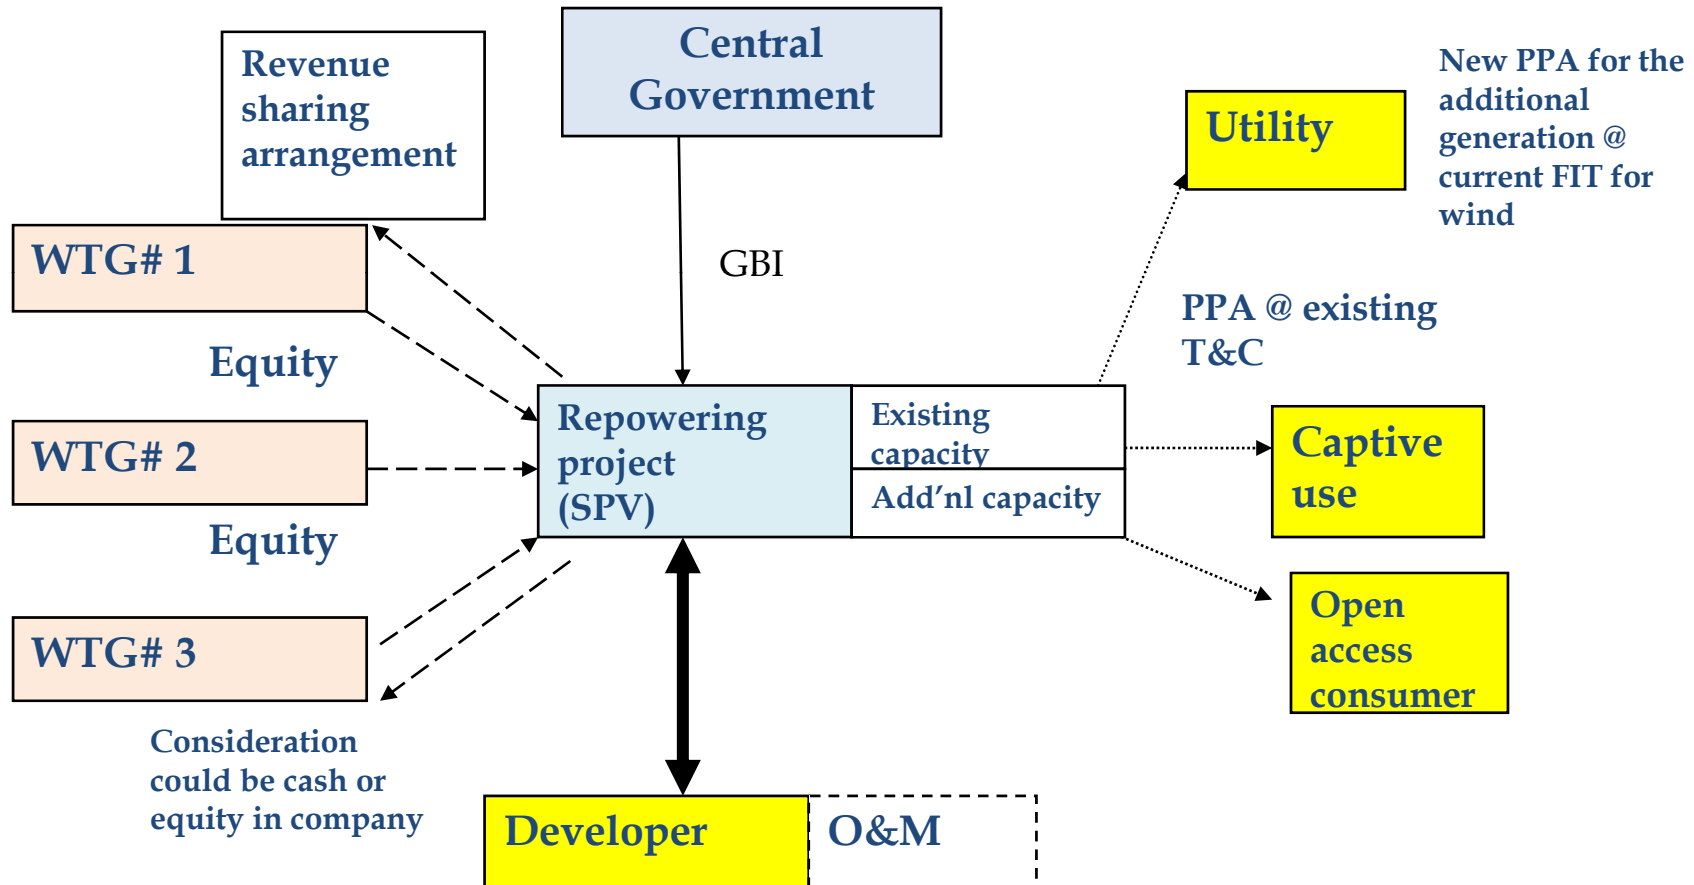 Revenue
sharing
arrangement
Central
Government
Utility
New PPA for the
additional
generation @
current FIT for
wind
WTG# 1
GBI
PPA @ existing
T&C
Equity
Repowering
project
(SPV)
Existing
capacity
Add’nl capacity
Captive
use
WTG# 2
Equity
Open
access
consumer
WTG# 3
Consideration
could be cash or
equity in company
Developer
O&M